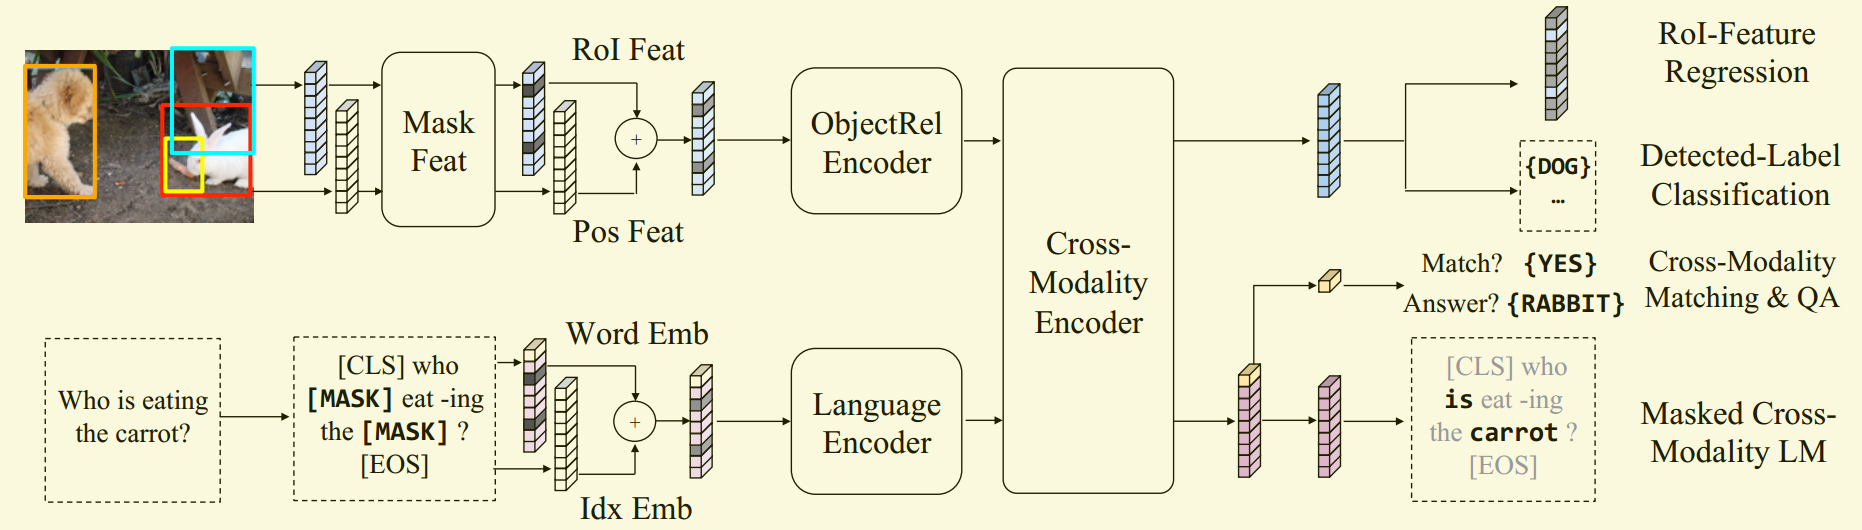 RoI Feat
Mask
Feat
Pos Feat
+
ObjectRel
Encoder
Cross-
Modality
Encoder
RoI-Feature
Regression
{DOG}
...
Detected-Label
Classification
Match? {YES}
Answer? {RABBIT}
Cross-Modality
Matching & QA
Who is eating
the carrot?
[CLS] who
[MASK] eat -ing
the [MASK] ?
[EOS]
Word Emb
+
Idx Emb
Language
Encoder
[CLS] who
is eat -ing
the carrot ?
[EOS]
Masked Cross-
Modality LM